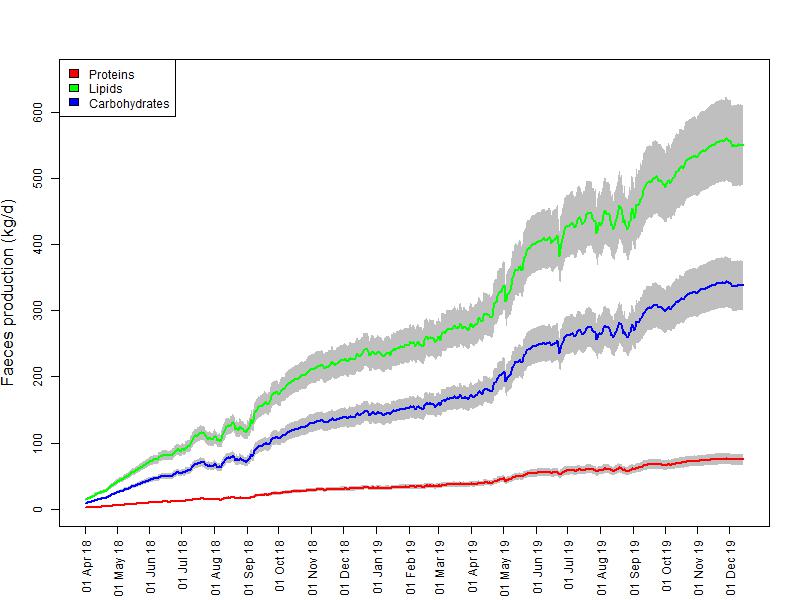 Proteins
Lipids
Carbohydrates
Faeces production (kg/d)
600
500
400
300
200
100
0
01 Apr 18
01 May 18
01 Jun 18
01 Jul 18
01 Aug 18
01 Sep 18
01 Oct 18
01 Nov 18
01 Dec 18
01 Jan 19
01 Feb 19
01 Mar 19
01 Apr 19
01 May 19
01 Jun 19
01 Jul 19
01 Aug 19
01 Sep 19
01 Oct 19
01 Nov 19
01 Dec 19